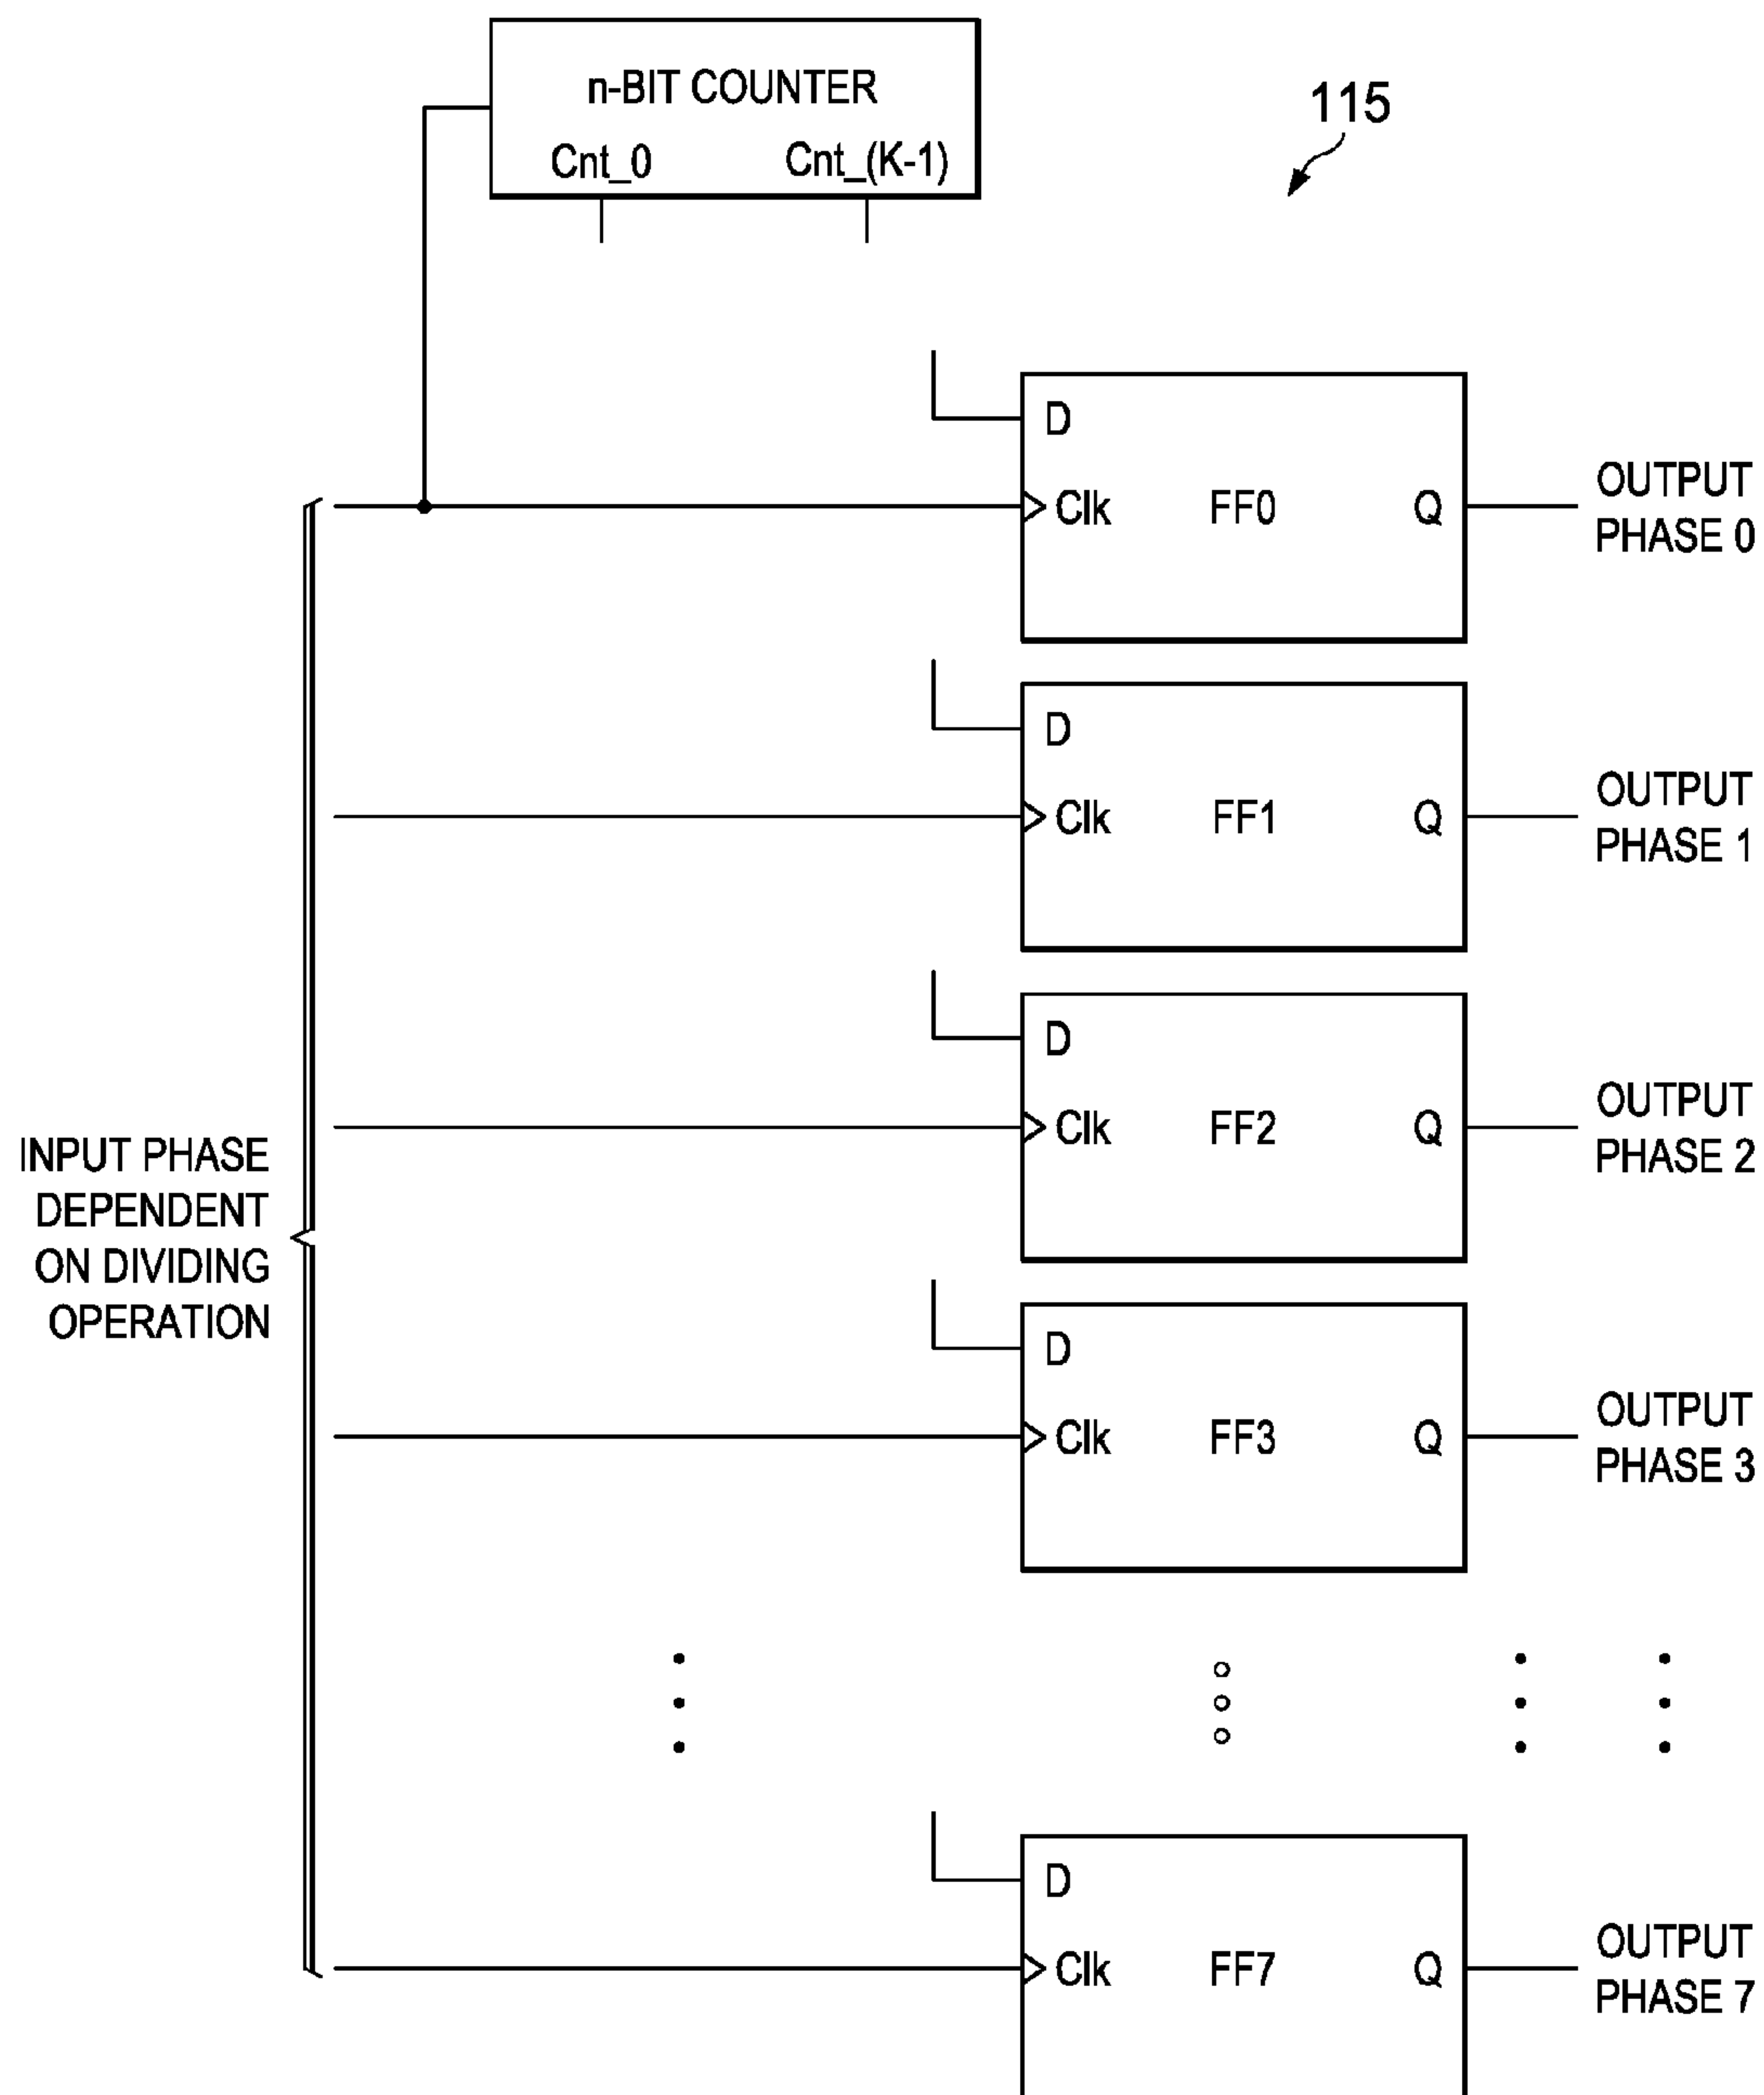 n-BIT COUNTER
Cnt_0 Cnt_(K-1)
115
D
Clk FF0 Q
OUTPUT
PHASE 0
D
Clk FF1 Q
OUTPUT
PHASE 1
D
Clk FF2 Q
OUTPUT
PHASE 2
INPUT PHASE
DEPENDENT
ON DIVIDING
OPERATION
D
Clk FF3 Q
OUTPUT
PHASE 3
D
Clk FF7 Q
OUTPUT
PHASE 7